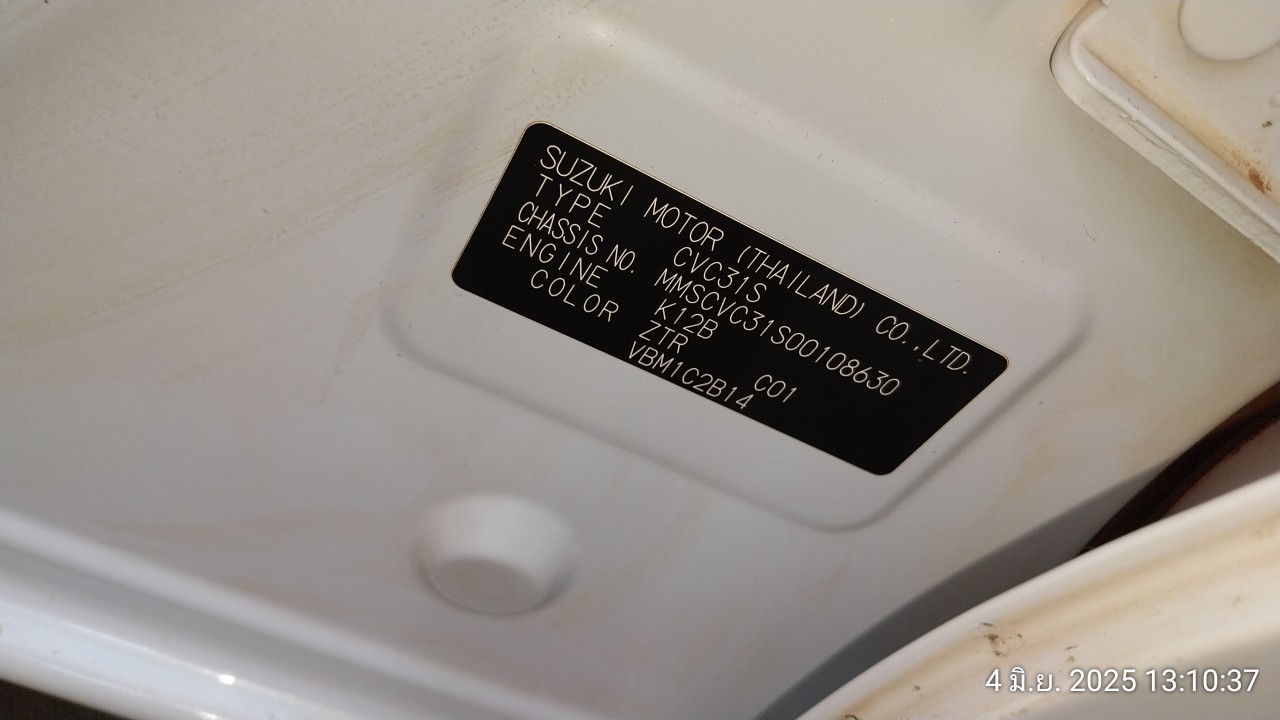 SUZUKI MOTOR (THAILAND) CO.,LTD.
TYPE CVC31S
CHASSIS NO. MMSCVC31S00108630
ENGINE K12B
COLOR ZTR C01
VBM1C2B14
4 มิ.ย. 2025 13:10:37